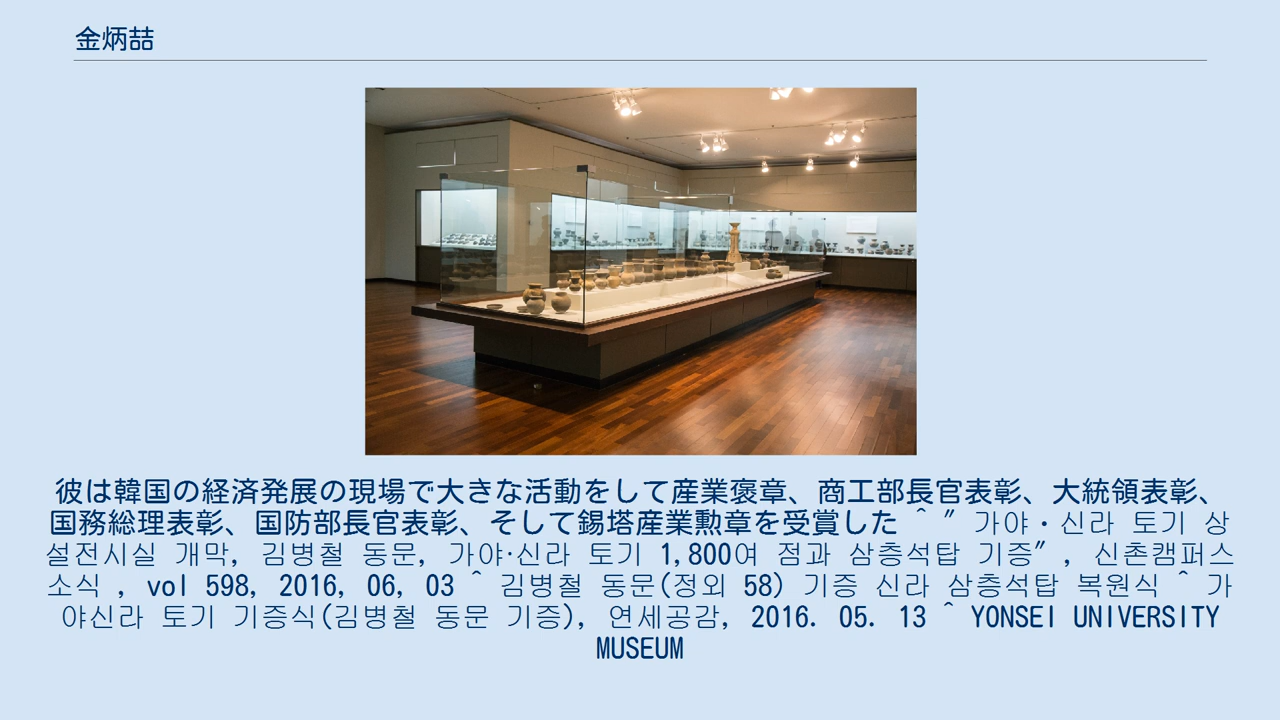 金炳喆
彼は韓国の経済発展の現場で大きな活動をして産業褒章、商工部長官表彰、大統領表彰、
国務総理表彰、国防部長官表彰、そして錫塔産業勲章を受賞した ^ ″ 가야・신라 토기 상
설전시실 개막, 김병철 동문, 가야·신라 토기 1,800여 점과 삼층석탑 기증″ , 신촌캠퍼스
소식 , vol 598, 2016, 06, 03 ^ 김병철 동문(정외 58) 기증 신라 삼층석탑 복원식 ^ 가
야신라 토기 기증식(김병철 동문 기증), 연세공감, 2016. 05. 13 ^ YONSEI UNIVERSITY
MUSEUM